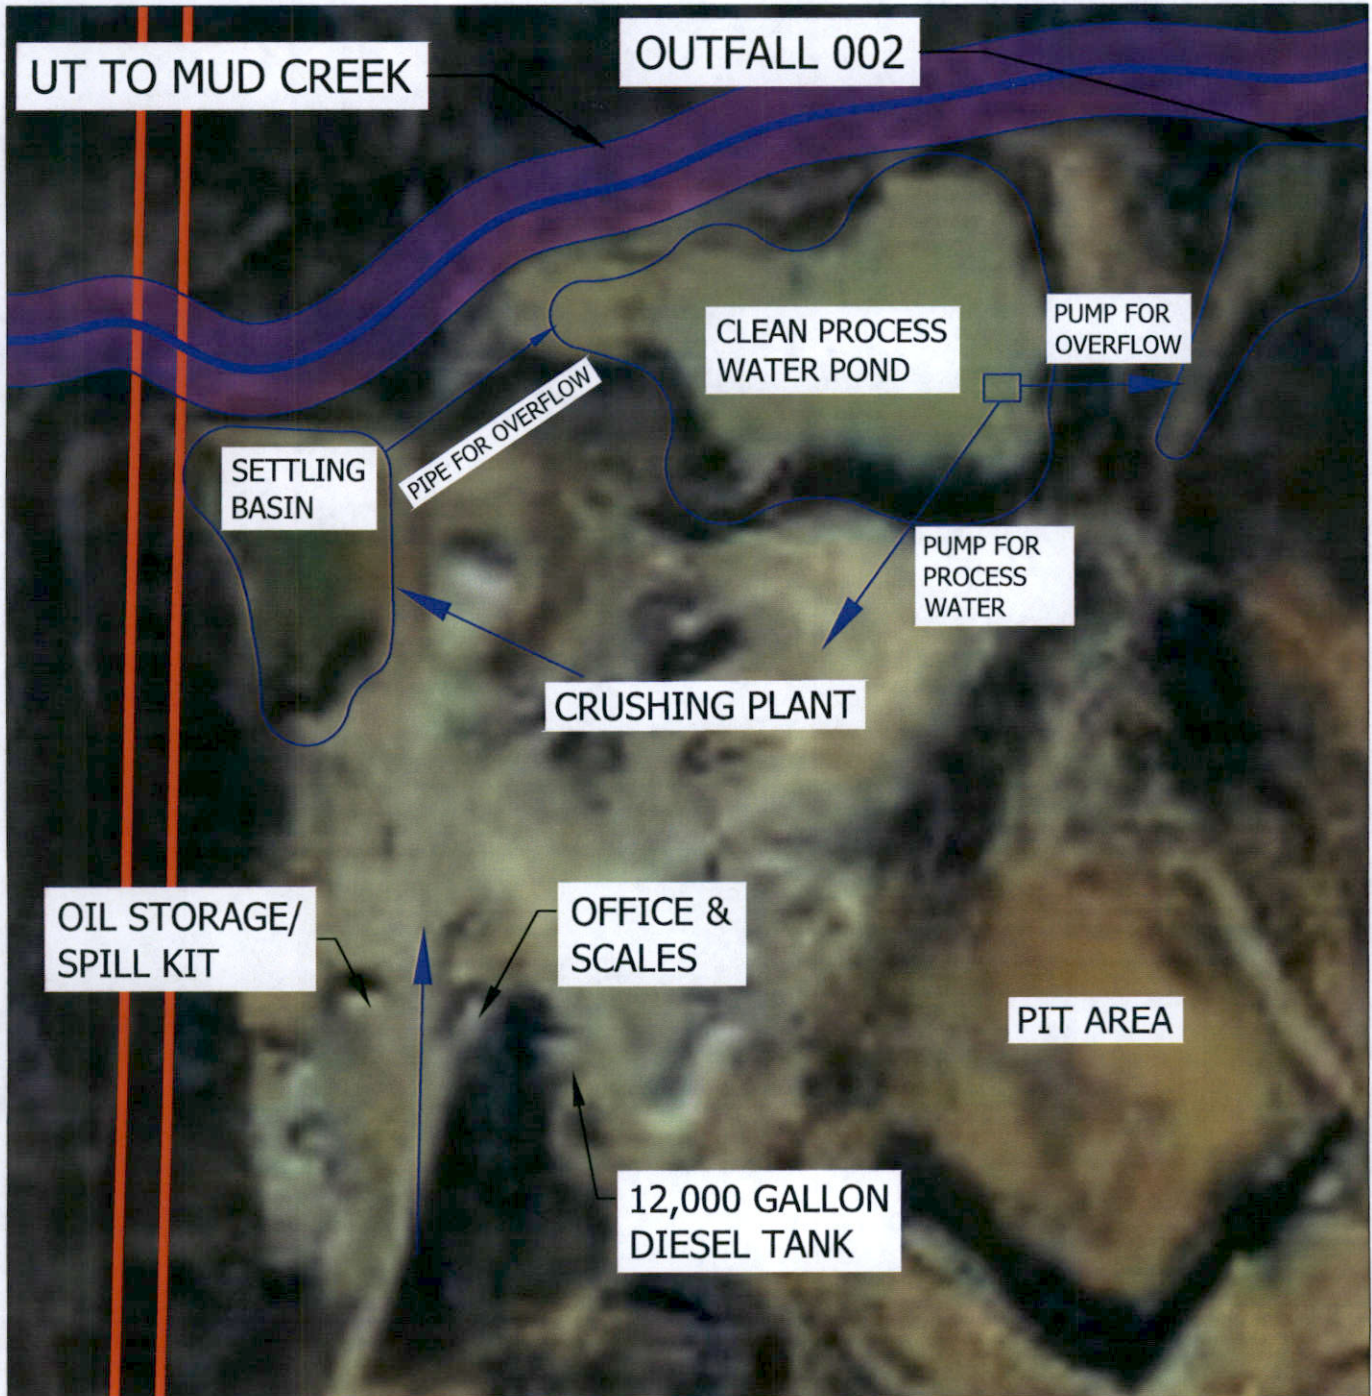 UT TO MUD CREEK
OUTFALL 002
CLEAN PROCESS
WATER POND
PUMP FOR
OVERFLOW
PIPE FOR OVERFLOW
SETTLING
BASIN
PUMP FOR
PROCESS
WATER
CRUSHING PLANT
OIL STORAGE/
SPILL KIT
OFFICE &
SCALES
PIT AREA
12,000 GALLON
DIESEL TANK